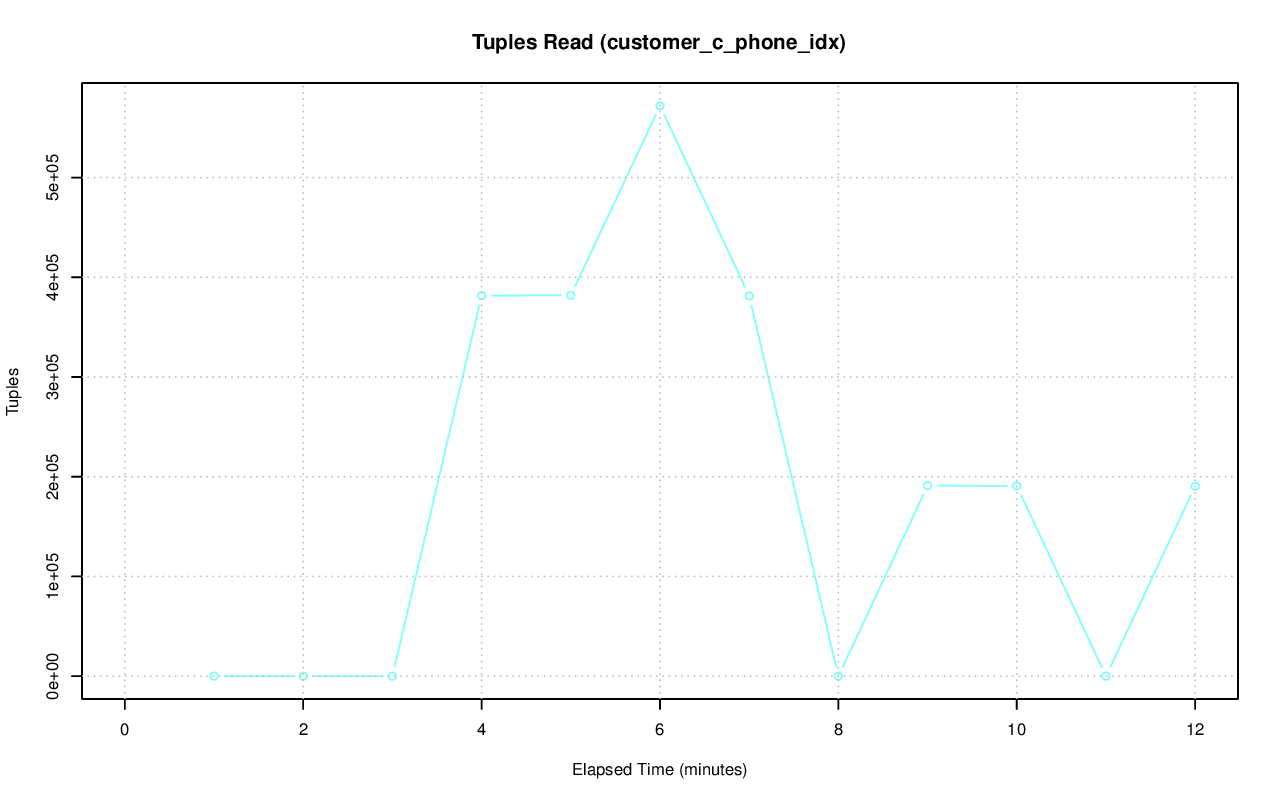 Tuples Read (customer_c_phone_idx)
Tuples
5e+05
4e+05
3e+05
2e+05
1e+05
0e+00
0 2 4 6 8 10 12
Elapsed Time (minutes)